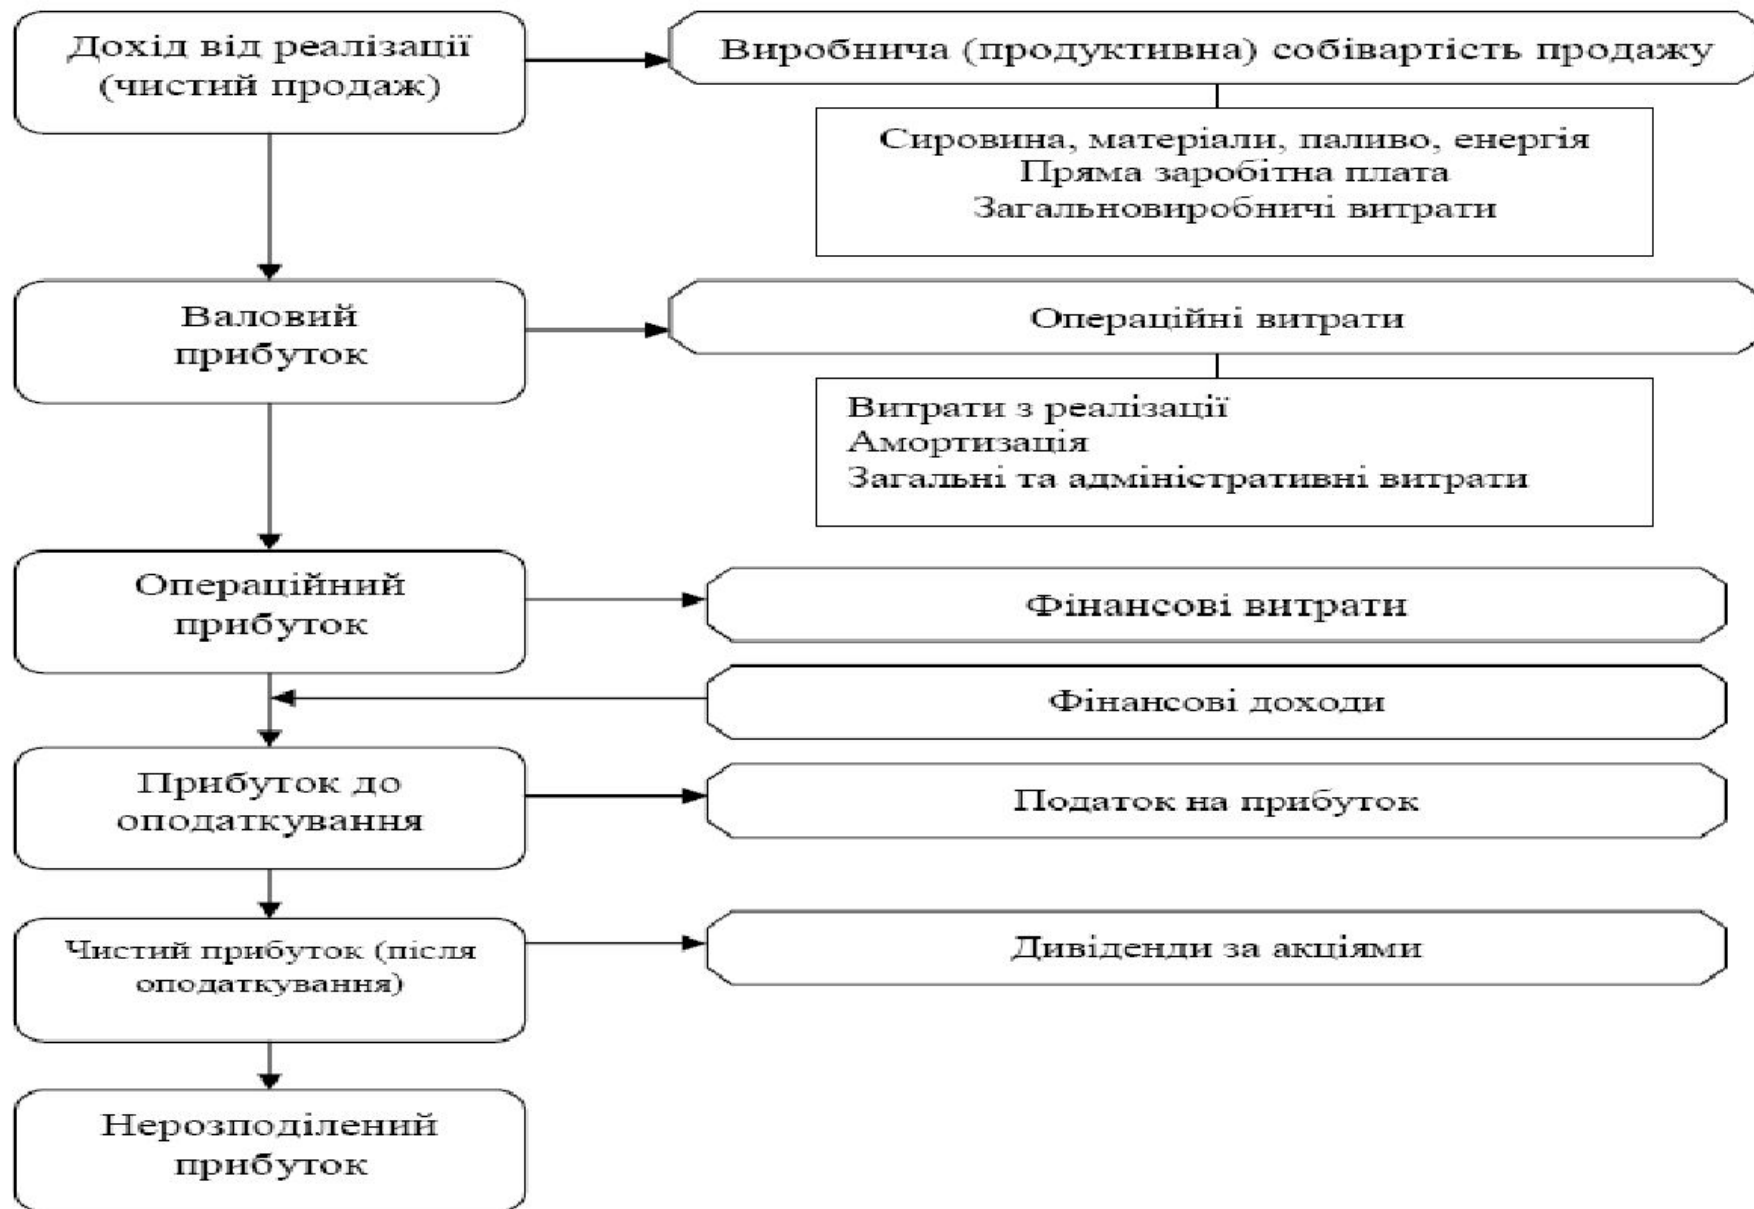 Дохід від реалізації
(чистий продаж)
Виробнича (продуктивна) собівартість продажу
Сировина, матеріали, паливо, енергія
Пряма заробітна плата
Загальновиробничі витрати
Валовий
прибуток
Операційні витрати
Витрати з реалізації
Амортизація
Загальні та адміністративні витрати
Операційний
прибуток
Фінансові витрати
Фінансові доходи
Прибуток до
оподаткування
Податок на прибуток
Чистий прибуток (після
оподаткування)
Дивіденди за акціями
Нерозподілений
прибуток